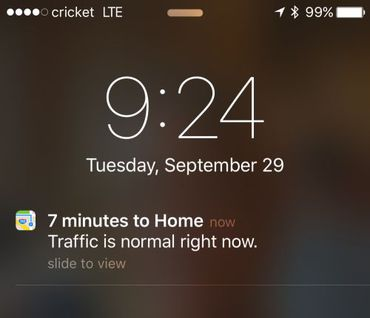 cricket LTE 99%
9:24
Tuesday, September 29
7 minutes to Home now
Traffic is normal right now.
slide to view